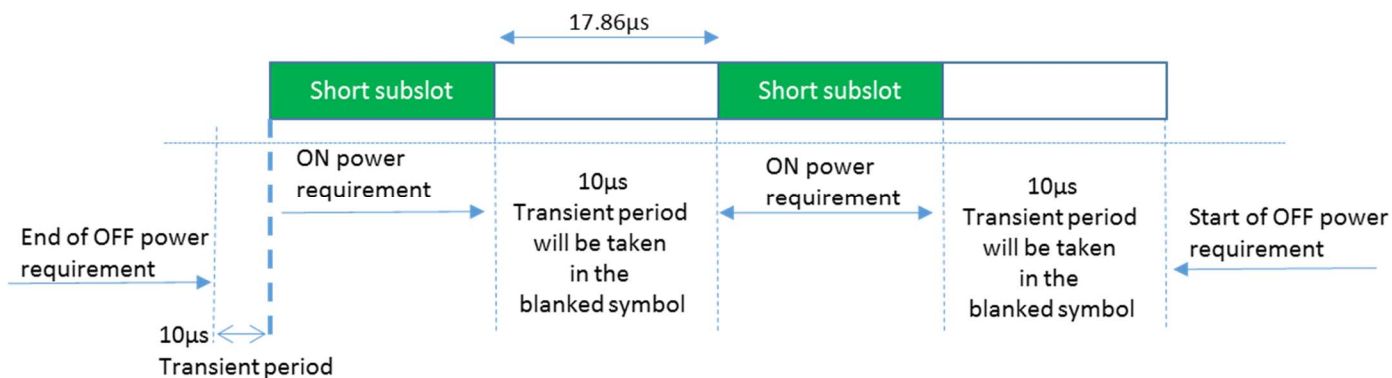 17.86µs
Short subslot
Short subslot
ON power
requirement
10µs
Transient period
will be taken
in the
blanked symbol
ON power
requirement
10µs
Transient period
will be taken
in the
blanked symbol
End of OFF power
requirement
Start of OFF power
requirement
10µs
Transient period